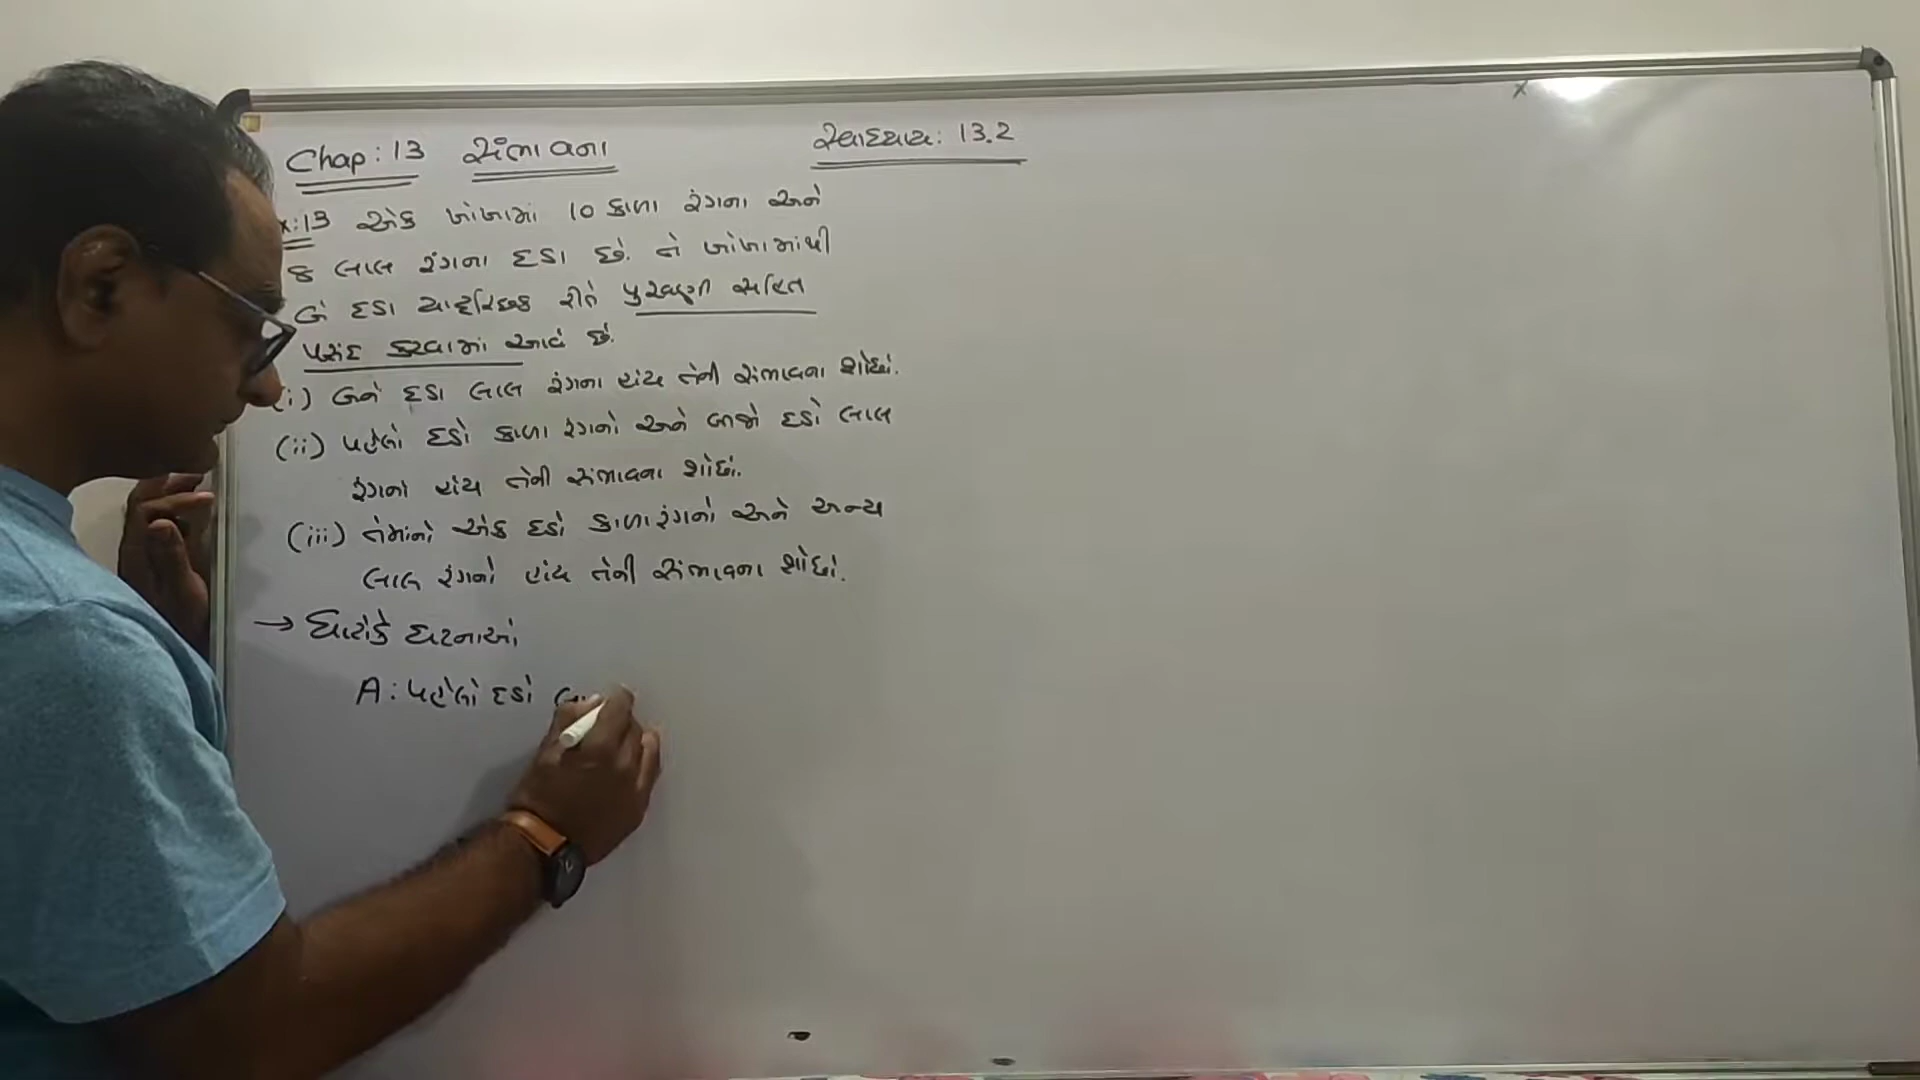 Chap: 13 સંભાવના
સ્વાધ્યાય: 13.2
x:13 એક ખોખામાં 10 કાળા રંગના અને
8 લાલ રંગના દડા છે. તે ખોખામાંથી
બે દડા યાદૃચ્છિક રીતે પુરવણી સહિત
પસંદ કરવામાં આવે છે.
(i) બંને દડા લાલ રંગના હોય તેની સંભાવના શોધો.
(ii) પહેલો દડો કાળા રંગનો અને બીજો દડો લાલ
રંગનો હોય તેની સંભાવના શોધો.
(iii) તેમાંનો એક દડો કાળા રંગનો અને અન્ય
લાલ રંગનો હોય તેની સંભાવના શોધો.
→ ધારોકે ઘટનાઓ
A: પહેલો દડો